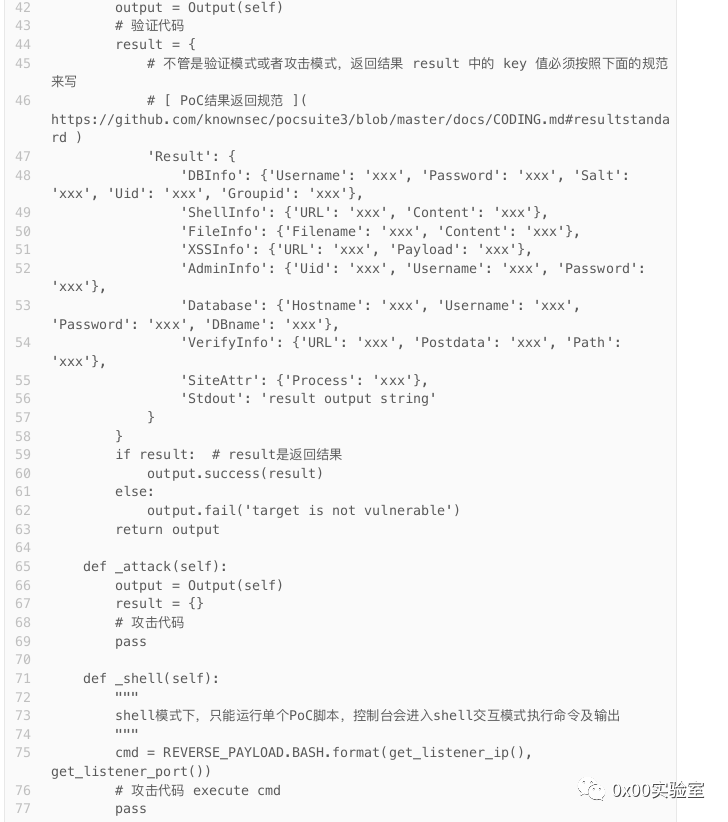 42 output = Output(self)
43 # 验证代码
44 result = {
45 # 不管是验证模式或者攻击模式，返回结果 result 中的 key 值必须按照下面的规范
来写
46 # [ PoC结果返回规范 ](
https://github.com/knownsec/pocsuite3/blob/master/docs/CODING.md#resultstanda
rd )
47 'Result': {
48 'DBInfo': {'Username': 'xxx', 'Password': 'xxx', 'Salt':
'xxx', 'Uid': 'xxx', 'Groupid': 'xxx'},
49 'ShellInfo': {'URL': 'xxx', 'Content': 'xxx'},
50 'FileInfo': {'Filename': 'xxx', 'Content': 'xxx'},
51 'XSSInfo': {'URL': 'xxx', 'Payload': 'xxx'},
52 'AdminInfo': {'Uid': 'xxx', 'Username': 'xxx', 'Password':
'xxx'},
53 'Database': {'Hostname': 'xxx', 'Username': 'xxx',
'Password': 'xxx', 'DBname': 'xxx'},
54 'VerifyInfo': {'URL': 'xxx', 'Postdata': 'xxx', 'Path':
'xxx'},
55 'SiteAttr': {'Process': 'xxx'},
56 'Stdout': 'result output string'
57 }
58 }
59 if result: # result是返回结果
60 output.success(result)
61 else:
62 output.fail('target is not vulnerable')
63 return output
64
65 def _attack(self):
66 output = Output(self)
67 result = {}
68 # 攻击代码
69 pass
70
71 def _shell(self):
72 """
73 shell模式下，只能运行单个PoC脚本，控制台会进入shell交互模式执行命令及输出
74 """
75 cmd = REVERSE_PAYLOAD.BASH.format(get_listener_ip(),
get_listener_port())
76 # 攻击代码 execute cmd
77 pass
0x00实验室